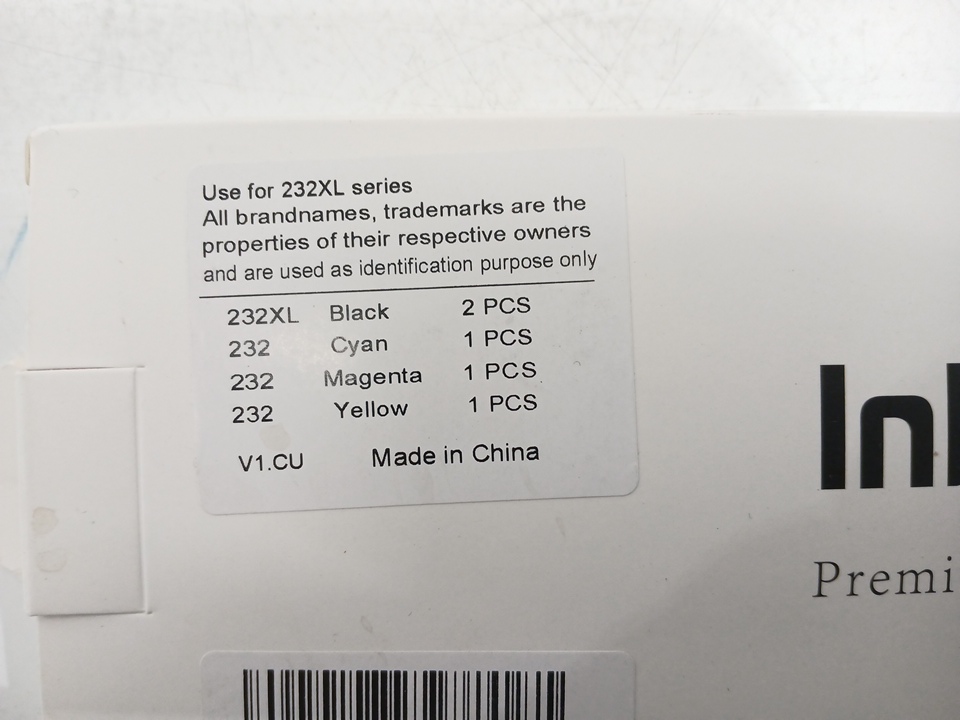 Use for 232XL series
All brandnames, trademarks are the
properties of their respective owners
and are used as identification purpose only
232XL Black 2 PCS
232 Cyan 1 PCS
232 Magenta 1 PCS
232 Yellow 1 PCS
V1.CU Made in China